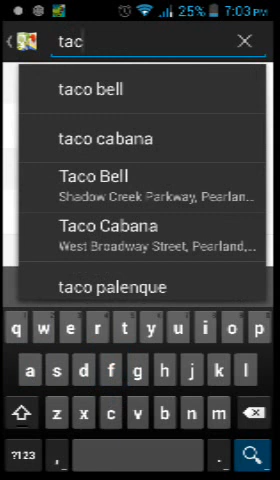 25% 7:03 PM
tac
taco bell
taco cabana
Taco Bell
Shadow Creek Parkway, Pearlan...
Taco Cabana
West Broadway Street, Pearland,...
taco palenque
q w e r t y u i o p
a s d f g h j k l
z x c v b n m
?123 , .